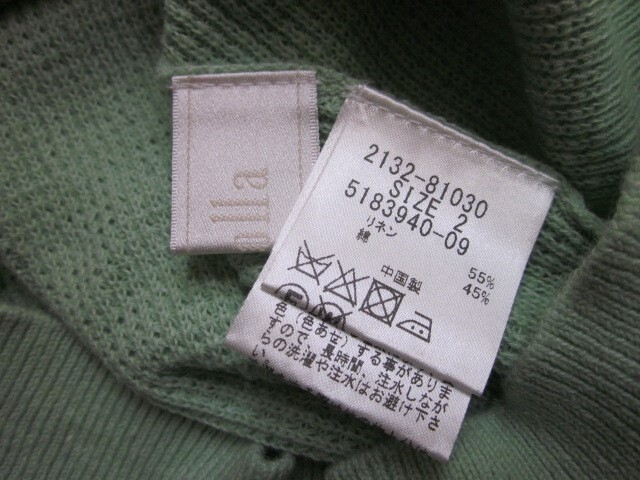 lla
2132-81030
SIZE 2
5183940-09
リネン 55%
綿 45%
中国製
色(色あせ)する事がありま
すので、長時間、注水しなが
らの洗濯や注水はお避け下さ